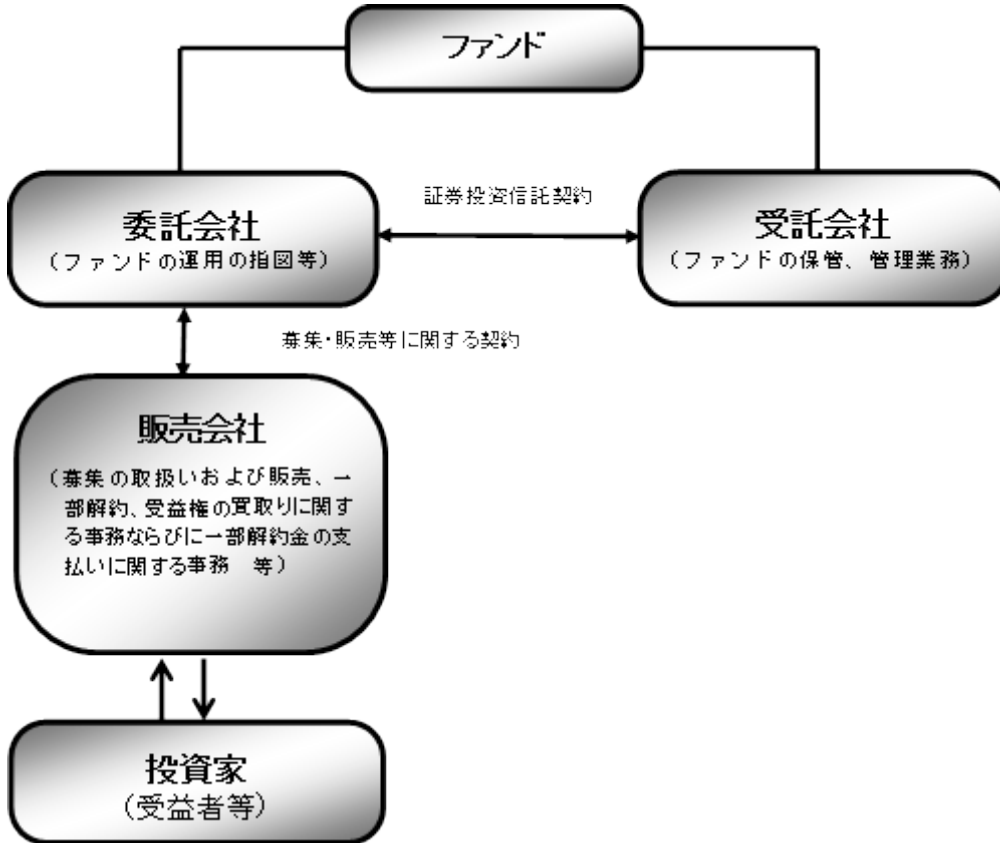 ファンド
証券投資信託契約
委託会社
（ファンドの運用の指図等）
受託会社
（ファンドの保管、管理業務）
募集・販売等に関する契約
販売会社
（募集の取扱いおよび販売、一
部解約、受益権の買取りに関す
る事務ならびに一部解約金の支
払いに関する事務　等）
投資家
（受益者等）